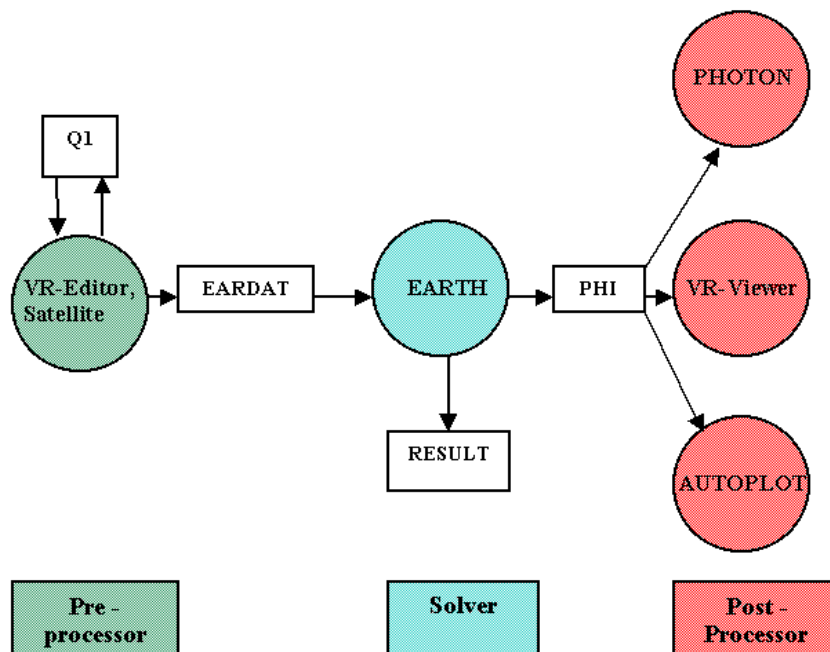 PHOTON
Q1
VR-Editor,
Satellite
EARDAT
EARTH
PHI
VR-Viewer
RESULT
AUTOPLOT
Pre -
processor
Solver
Post -
Processor